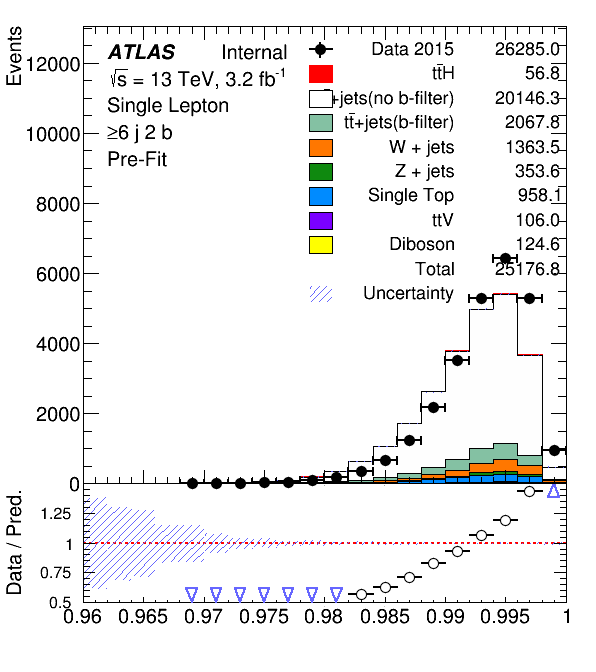 Events
12000
10000
8000
6000
4000
2000
0
ATLAS Internal
√s = 13 TeV, 3.2 fb⁻¹
Single Lepton
≥6 j 2 b
Pre-Fit
Data 2015 26285.0
tt̄H 56.8
+jets(no b-filter) 20146.3
tt̄+jets(b-filter) 2067.8
W + jets 1363.5
Z + jets 353.6
Single Top 958.1
ttV 106.0
Diboson 124.6
Total 25176.8
Uncertainty
Data / Pred.
1.25
1
0.75
0.5
0.96 0.965 0.97 0.975 0.98 0.985 0.99 0.995 1